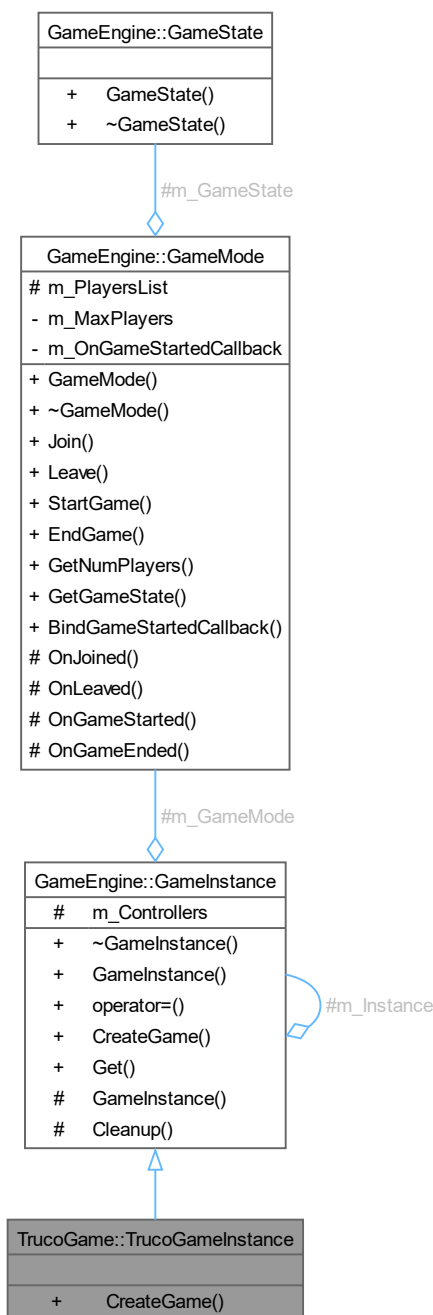 GameEngine::GameState
+ GameState()
+ ~GameState()
#m_GameState
GameEngine::GameMode
# m_PlayersList
- m_MaxPlayers
- m_OnGameStartedCallback
+ GameMode()
+ ~GameMode()
+ Join()
+ Leave()
+ StartGame()
+ EndGame()
+ GetNumPlayers()
+ GetGameState()
+ BindGameStartedCallback()
# OnJoined()
# OnLeaved()
# OnGameStarted()
# OnGameEnded()
#m_GameMode
GameEngine::GameInstance
# m_Controllers
+ ~GameInstance()
+ GameInstance()
+ operator=()
+ CreateGame()
+ Get()
# GameInstance()
# Cleanup()
#m_Instance
TrucoGame::TrucoGameInstance
+ CreateGame()